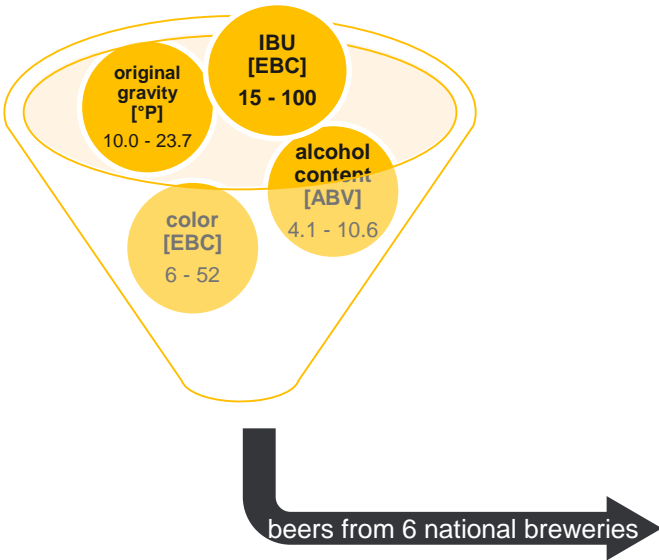 IBU
[EBC]
15 - 100
original
gravity
[°P]
10.0 - 23.7
alcohol
content
[ABV]
4.1 - 10.6
color
[EBC]
6 - 52
beers from 6 national breweries